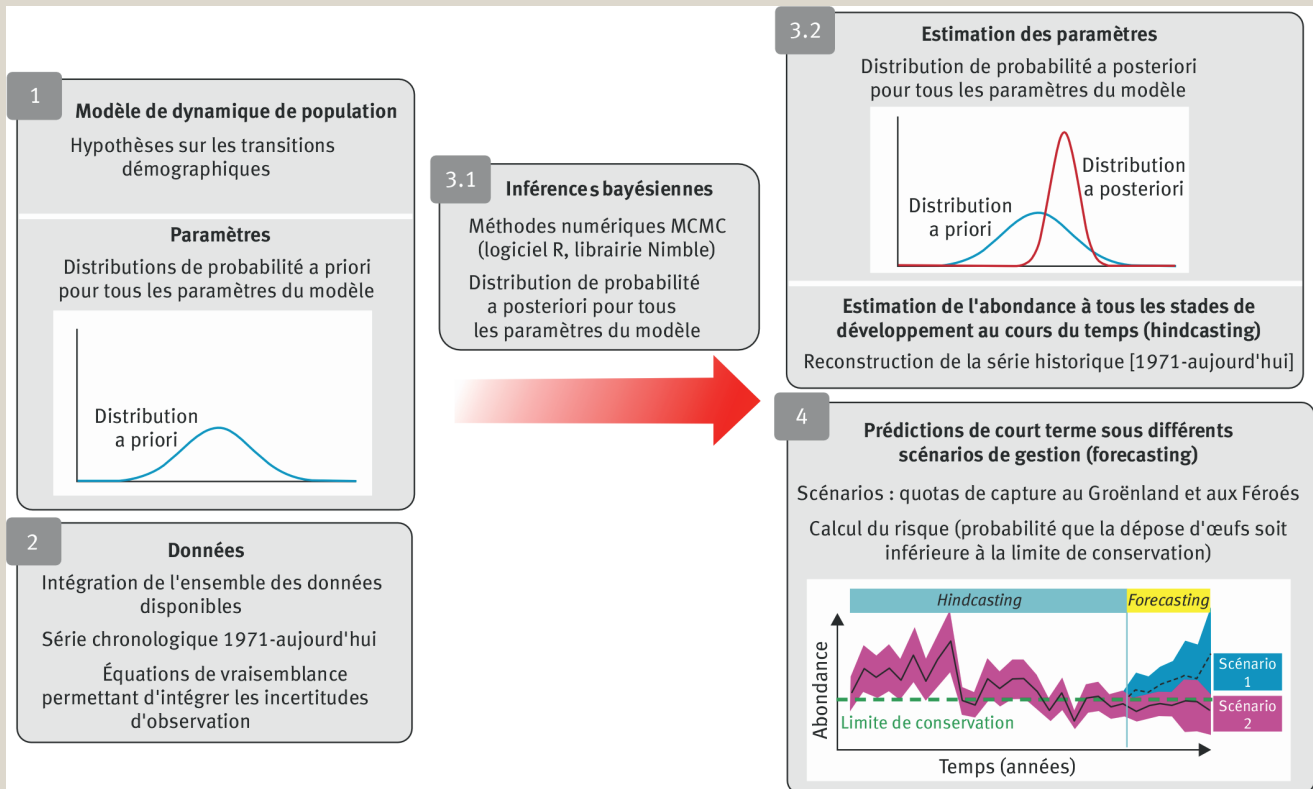 1
Modèle de dynamique de population
Hypothèses sur les transitions
démographiques
Paramètres
Distributions de probabilité a priori
pour tous les paramètres du modèle
Distribution
a priori
2
Données
Intégration de l'ensemble des données
disponibles
Série chronologique 1971-aujourd'hui
Équations de vraisemblance
permettant d'intégrer les incertitudes
d'observation
3.1
Inférences bayésiennes
Méthodes numériques MCMC
(logiciel R, librairie Nimble)
Distribution de probabilité
a posteriori pour tous
les paramètres du modèle
3.2
Estimation des paramètres
Distribution de probabilité a posteriori
pour tous les paramètres du modèle
Distribution
a posteriori
Distribution
a priori
Estimation de l'abondance à tous les stades de
développement au cours du temps (hindcasting)
Reconstruction de la série historique [1971-aujourd'hui]
4
Prédictions de court terme sous différents
scénarios de gestion (forecasting)
Scénarios : quotas de capture au Groënland et aux Féroés
Calcul du risque (probabilité que la dépose d'œufs soit
inférieure à la limite de conservation)
Hindcasting
Forecasting
Abondance
Scénario
1
Scénario
2
Limite de conservation
Temps (années)